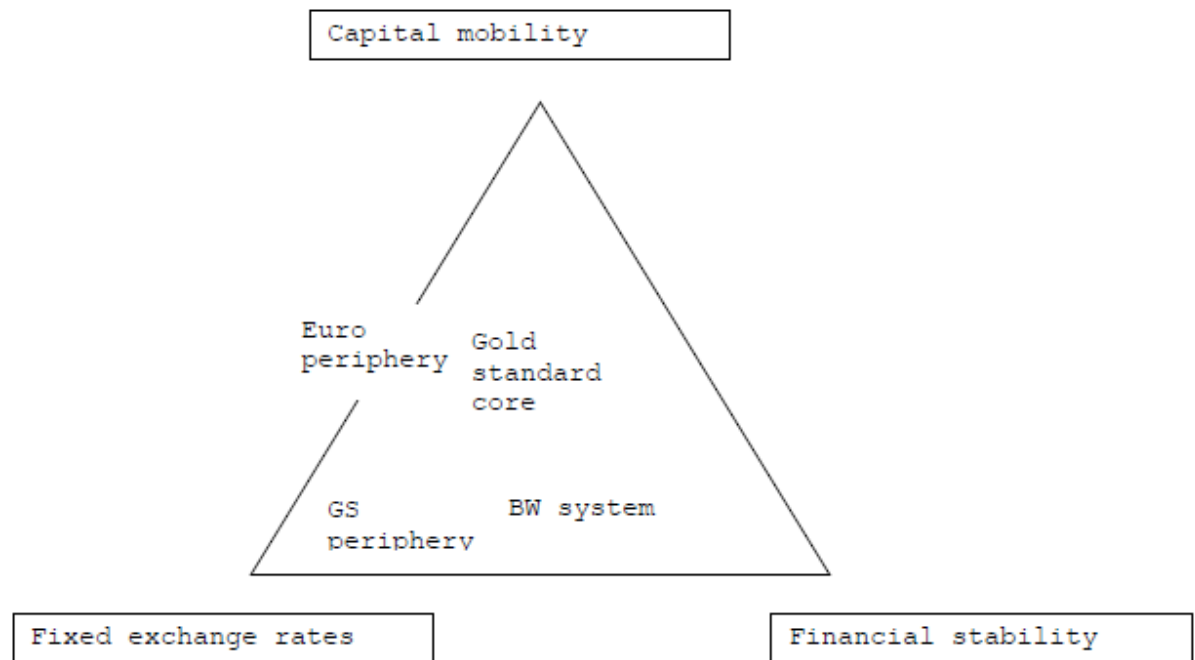 Capital mobility
Euro
periphery
Gold
standard
core
GS
periphery
BW system
Fixed exchange rates
Financial stability